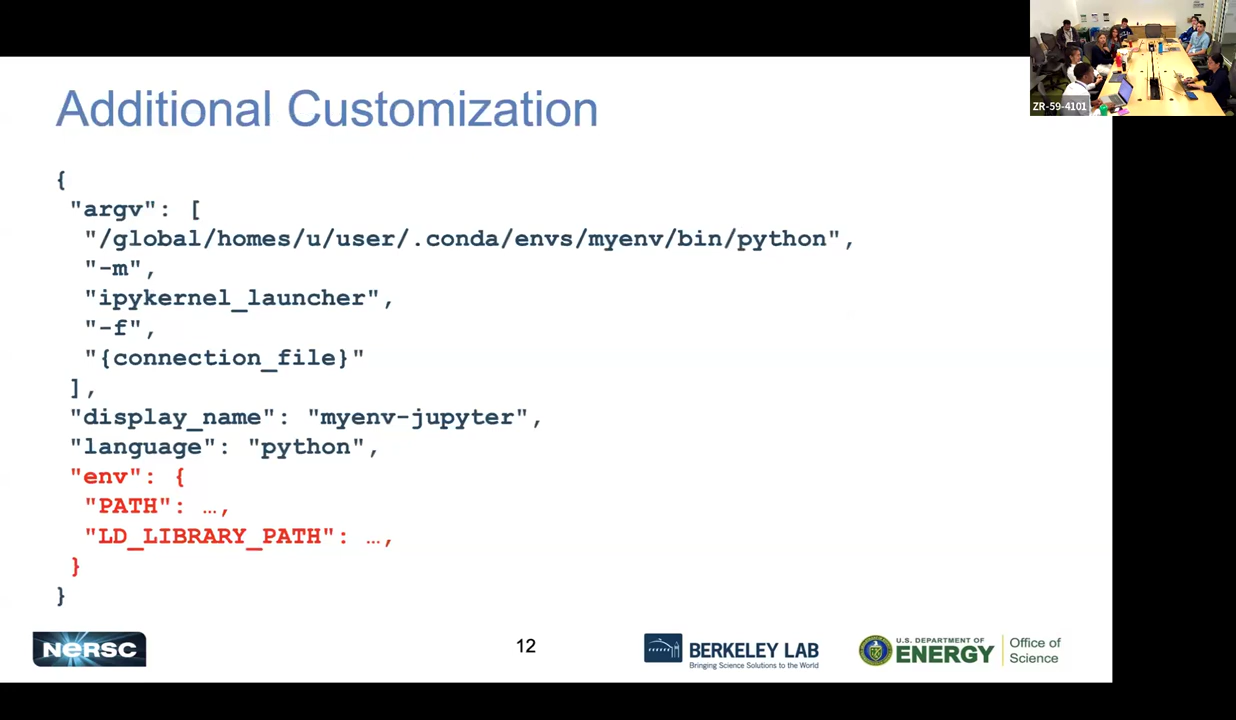 ZR-59-4101
Additional Customization
{
"argv": [
"/global/homes/u/user/.conda/envs/myenv/bin/python",
"-m",
"ipykernel_launcher",
"-f",
"{connection_file}"
],
"display_name": "myenv-jupyter",
"language": "python",
"env": {
"PATH": …,
"LD_LIBRARY_PATH": …,
}
}
NERSC
12
BERKELEY LAB
Bringing Science Solutions to the World
U.S. DEPARTMENT OF
ENERGY
Office of
Science